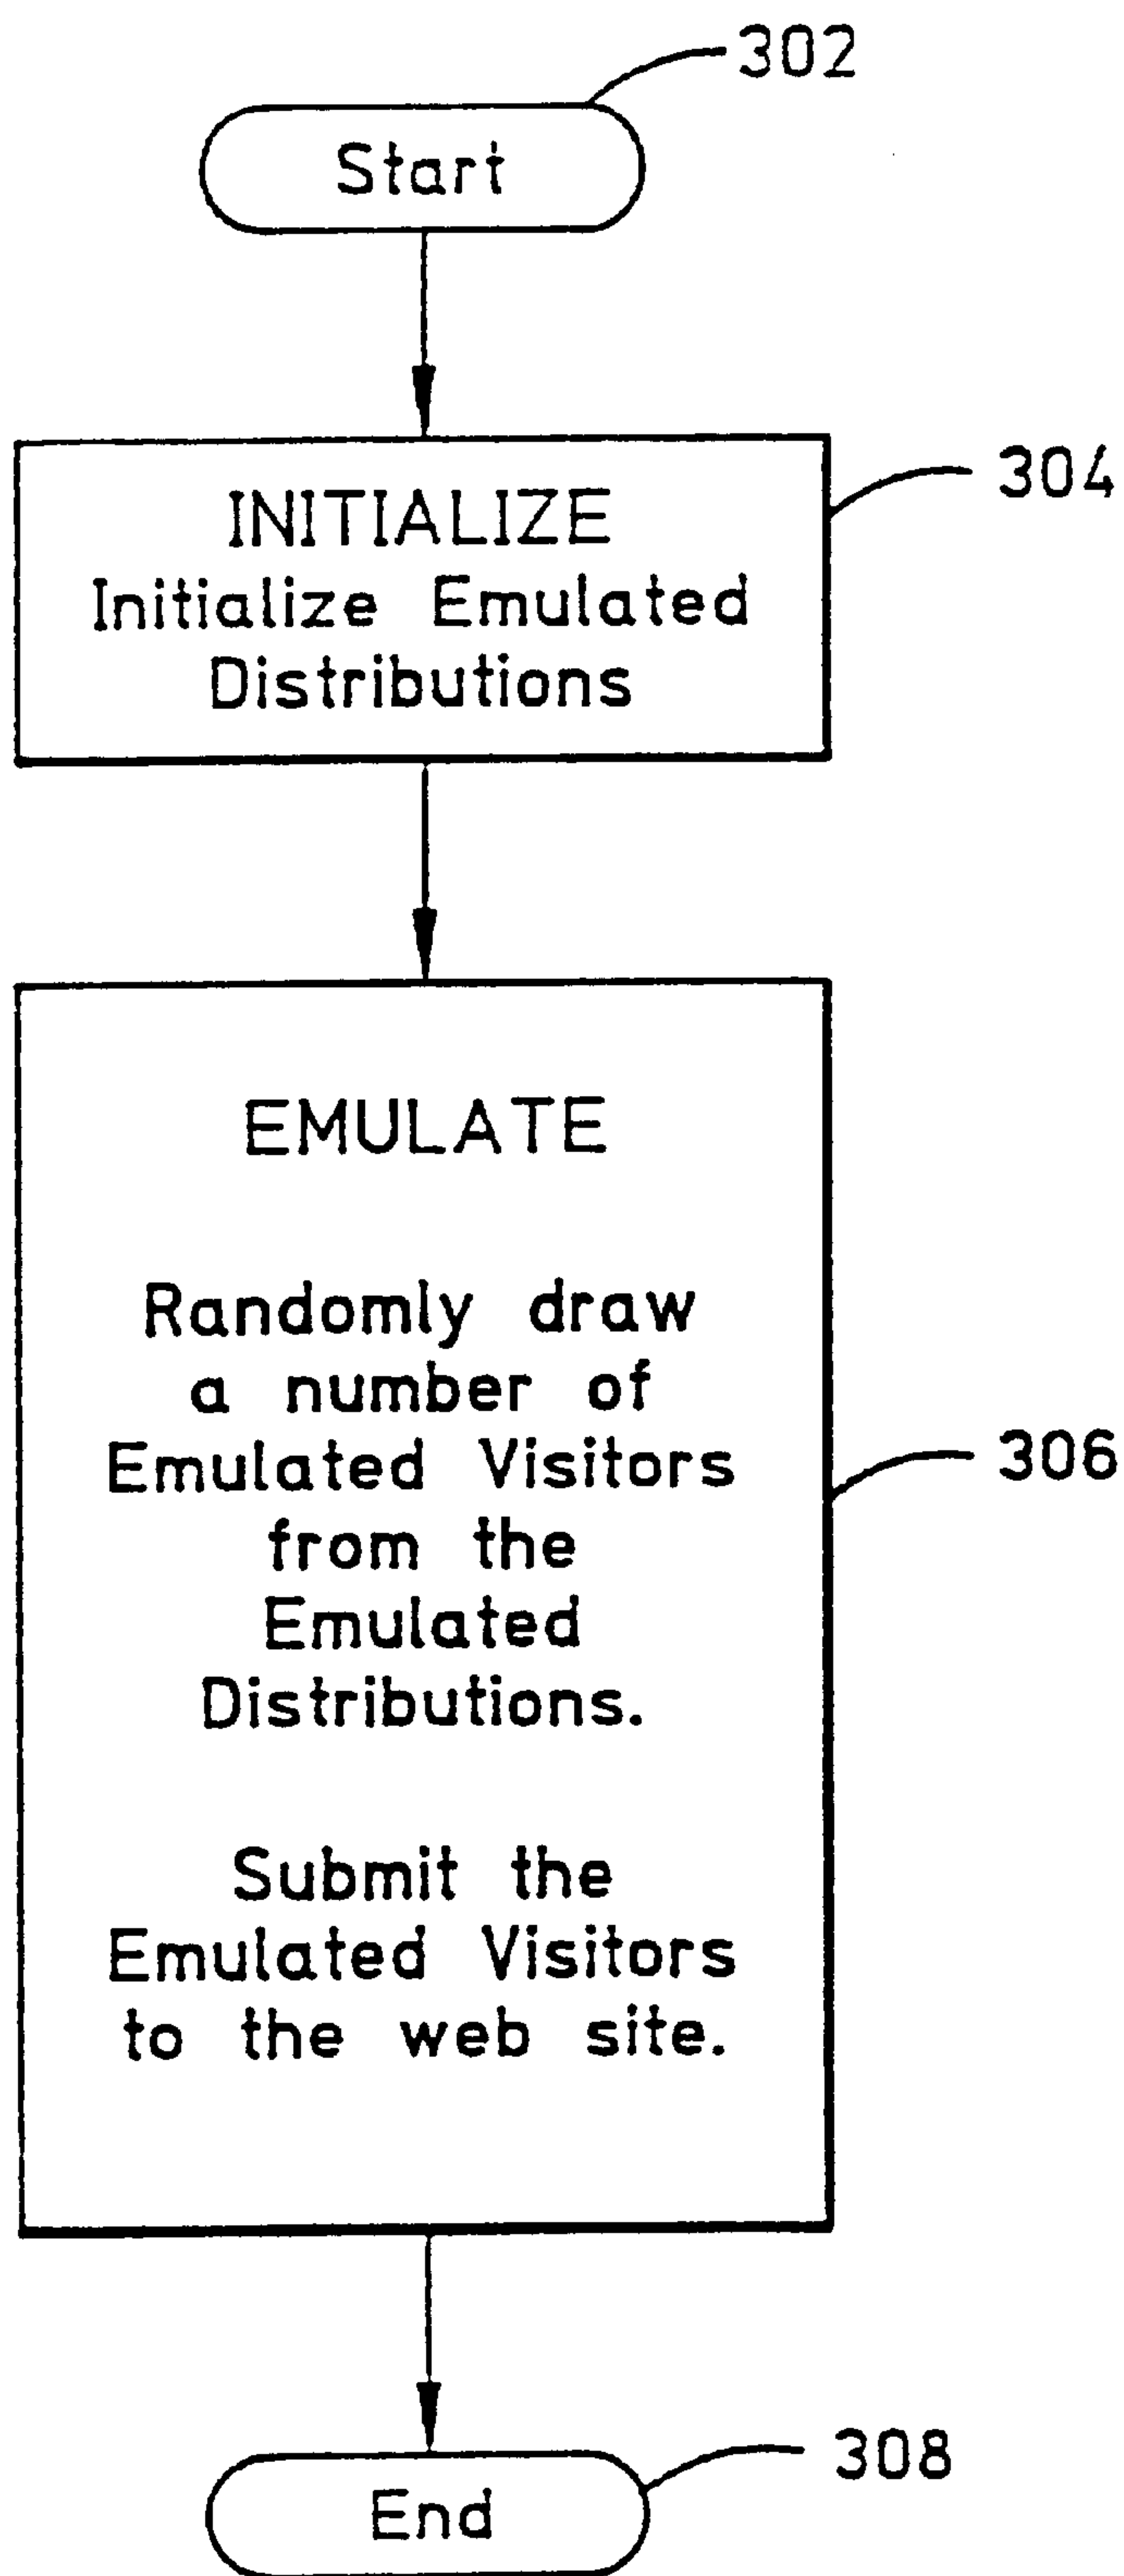 302
Start
304
INITIALIZE
Initialize Emulated
Distributions
EMULATE
Randomly draw
a number of
Emulated Visitors
from the
Emulated
Distributions.
306
Submit the
Emulated Visitors
to the web site.
308
End